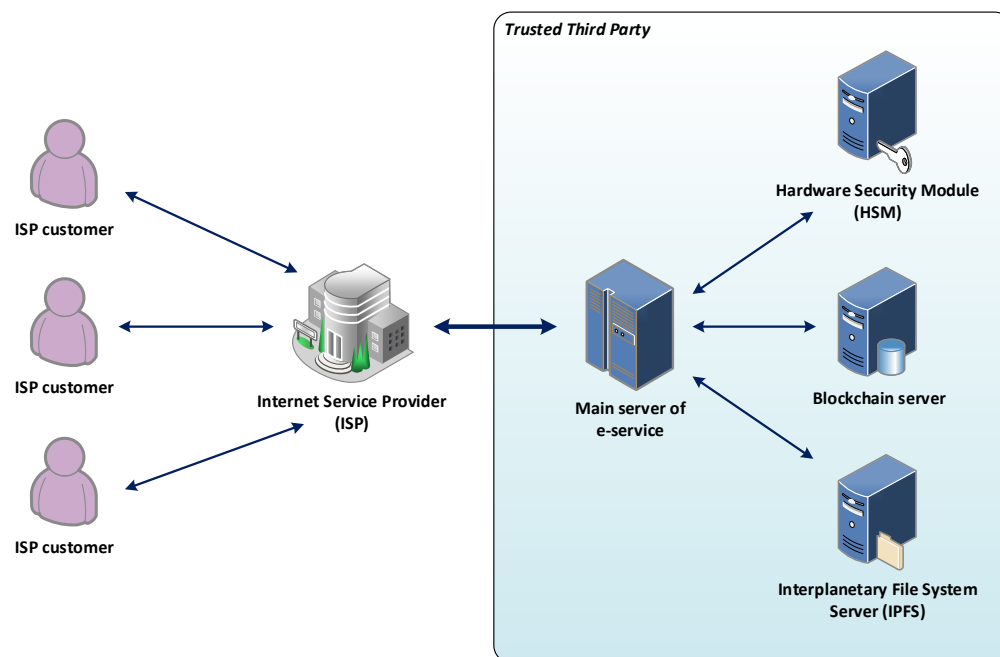 Trusted Third Party
ISP customer
Hardware Security Module
(HSM)
ISP customer
Internet Service Provider
(ISP)
Main server of
e-service
Blockchain server
ISP customer
Interplanetary File System
Server (IPFS)